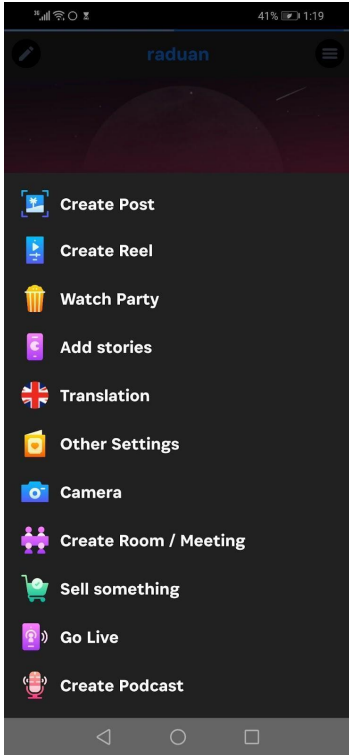 41% 1:19
raduan
Create Post
Create Reel
Watch Party
Add stories
Translation
Other Settings
Camera
Create Room / Meeting
Sell something
Go Live
Create Podcast